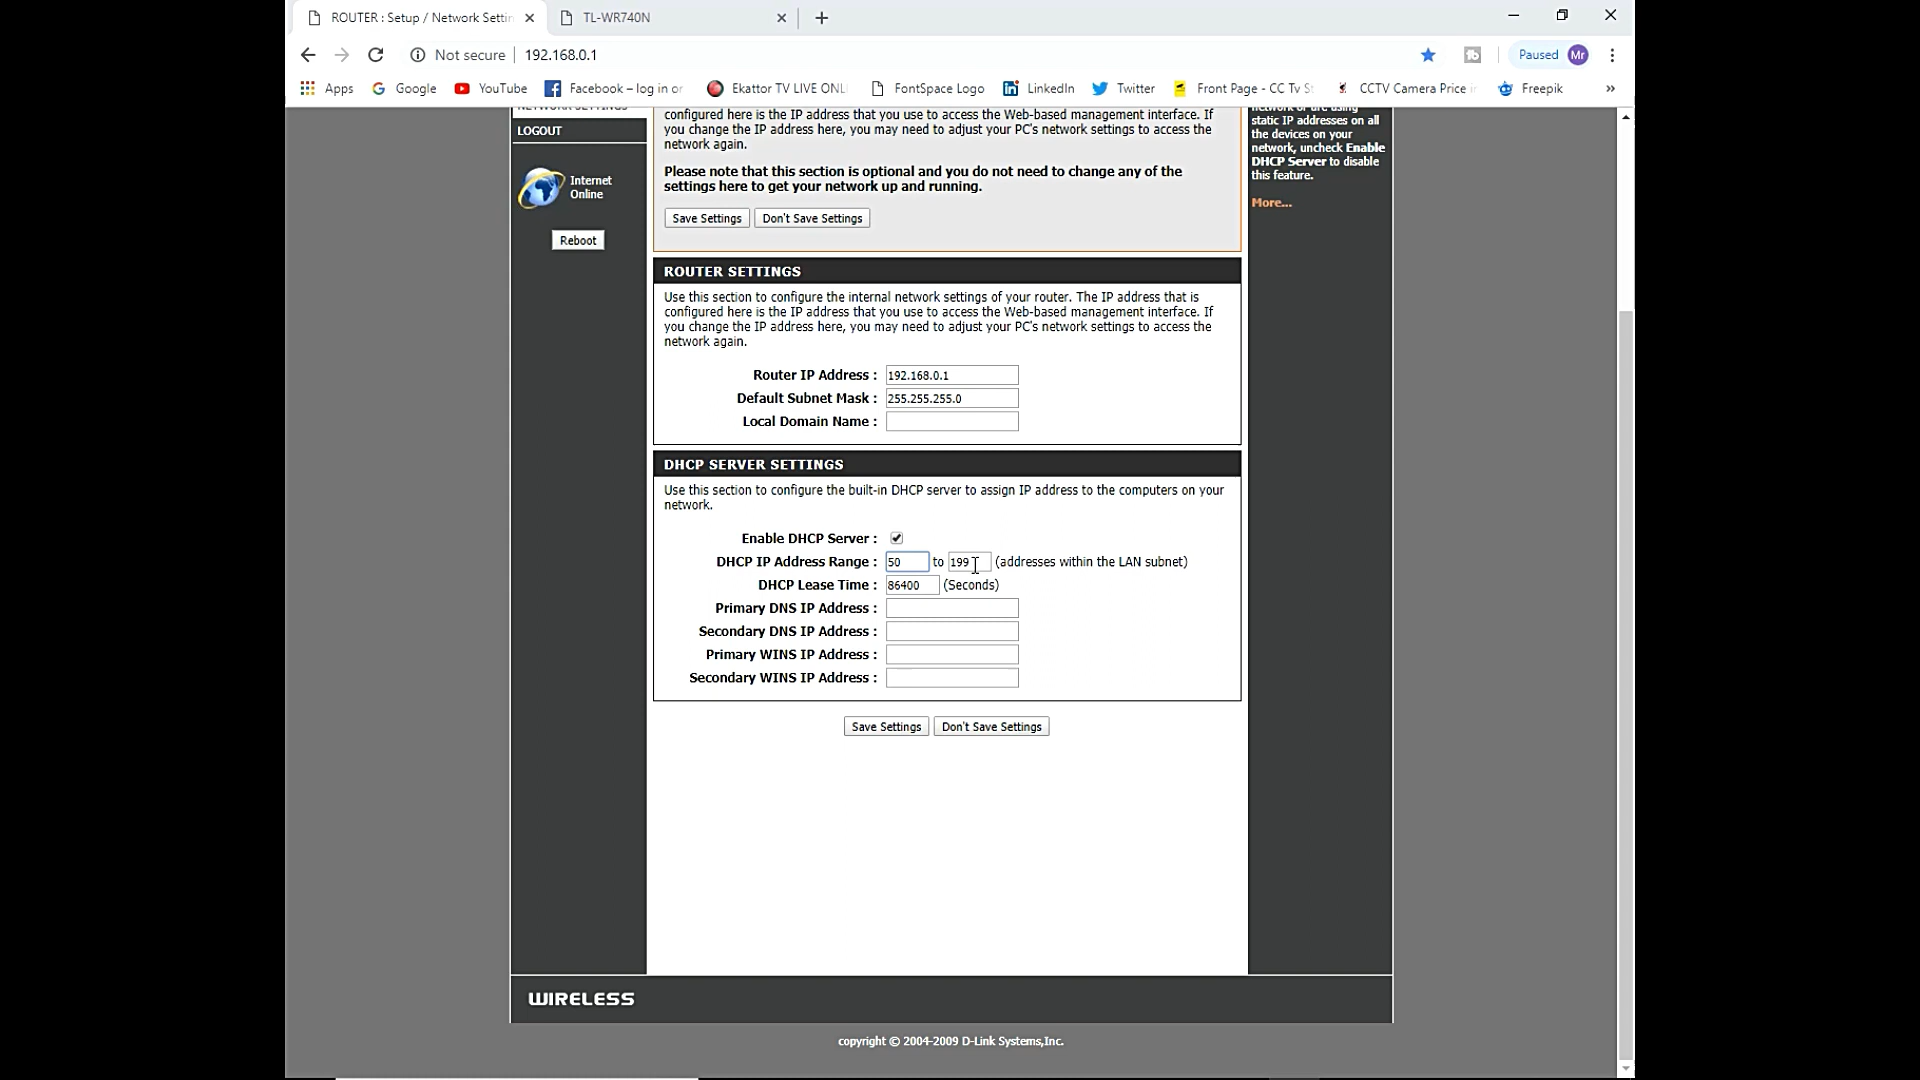 ROUTER : Setup / Network Settin
TL-WR740N
Not secure
192.168.0.1
Paused
Mr
Apps
Google
YouTube
Facebook – log in or
Ekattor TV LIVE ONLI
FontSpace Logo
LinkedIn
Twitter
Front Page - CC Tv St
CCTV Camera Price in
Freepik
»
NETWORK SETTINGS
LOGOUT
Internet
Online
Reboot
configured here is the IP address that you use to access the Web-based management interface. If
you change the IP address here, you may need to adjust your PC's network settings to access the
network again.
Please note that this section is optional and you do not need to change any of the
settings here to get your network up and running.
Save Settings
Don't Save Settings
ROUTER SETTINGS
Use this section to configure the internal network settings of your router. The IP address that is
configured here is the IP address that you use to access the Web-based management interface. If
you change the IP address here, you may need to adjust your PC's network settings to access the
network again.
Router IP Address : 192.168.0.1
Default Subnet Mask : 255.255.255.0
Local Domain Name :
DHCP SERVER SETTINGS
Use this section to configure the built-in DHCP server to assign IP address to the computers on your
network.
Enable DHCP Server :
DHCP IP Address Range : 50 to 199 (addresses within the LAN subnet)
DHCP Lease Time : 86400 (Seconds)
Primary DNS IP Address :
Secondary DNS IP Address :
Primary WINS IP Address :
Secondary WINS IP Address :
Save Settings
Don't Save Settings
network or are using
static IP addresses on all
the devices on your
network, uncheck Enable
DHCP Server to disable
this feature.
More...
WIRELESS
copyright © 2004-2009 D-Link Systems,Inc.